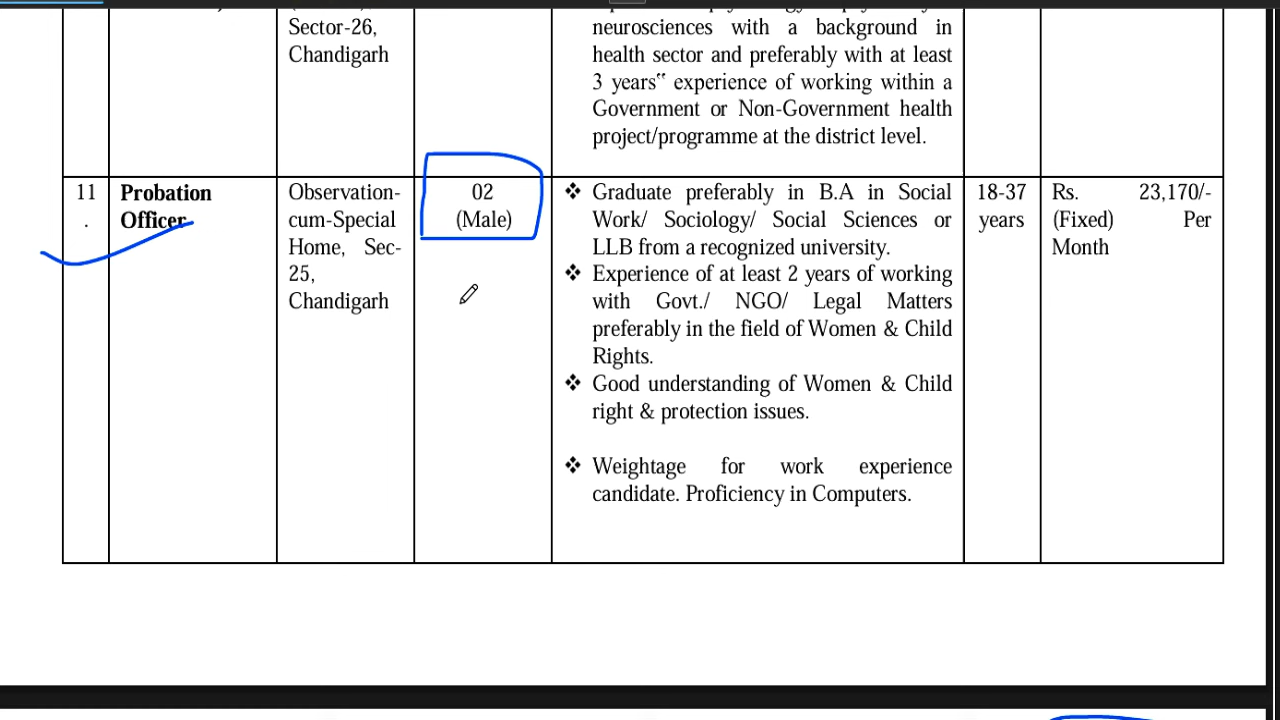 Sector-26,
Chandigarh
neurosciences with a background in
health sector and preferably with at least
3 years‟ experience of working within a
Government or Non-Government health
project/programme at the district level.
11
.
Probation
Officer
Observation-
cum-Special
Home, Sec-
25,
Chandigarh
02
(Male)
❖ Graduate preferably in B.A in Social
Work/ Sociology/ Social Sciences or
LLB from a recognized university.
❖ Experience of at least 2 years of working
with Govt./ NGO/ Legal Matters
preferably in the field of Women & Child
Rights.
❖ Good understanding of Women & Child
right & protection issues.
❖ Weightage for work experience
candidate. Proficiency in Computers.
18-37
years
Rs. 23,170/-
(Fixed) Per
Month